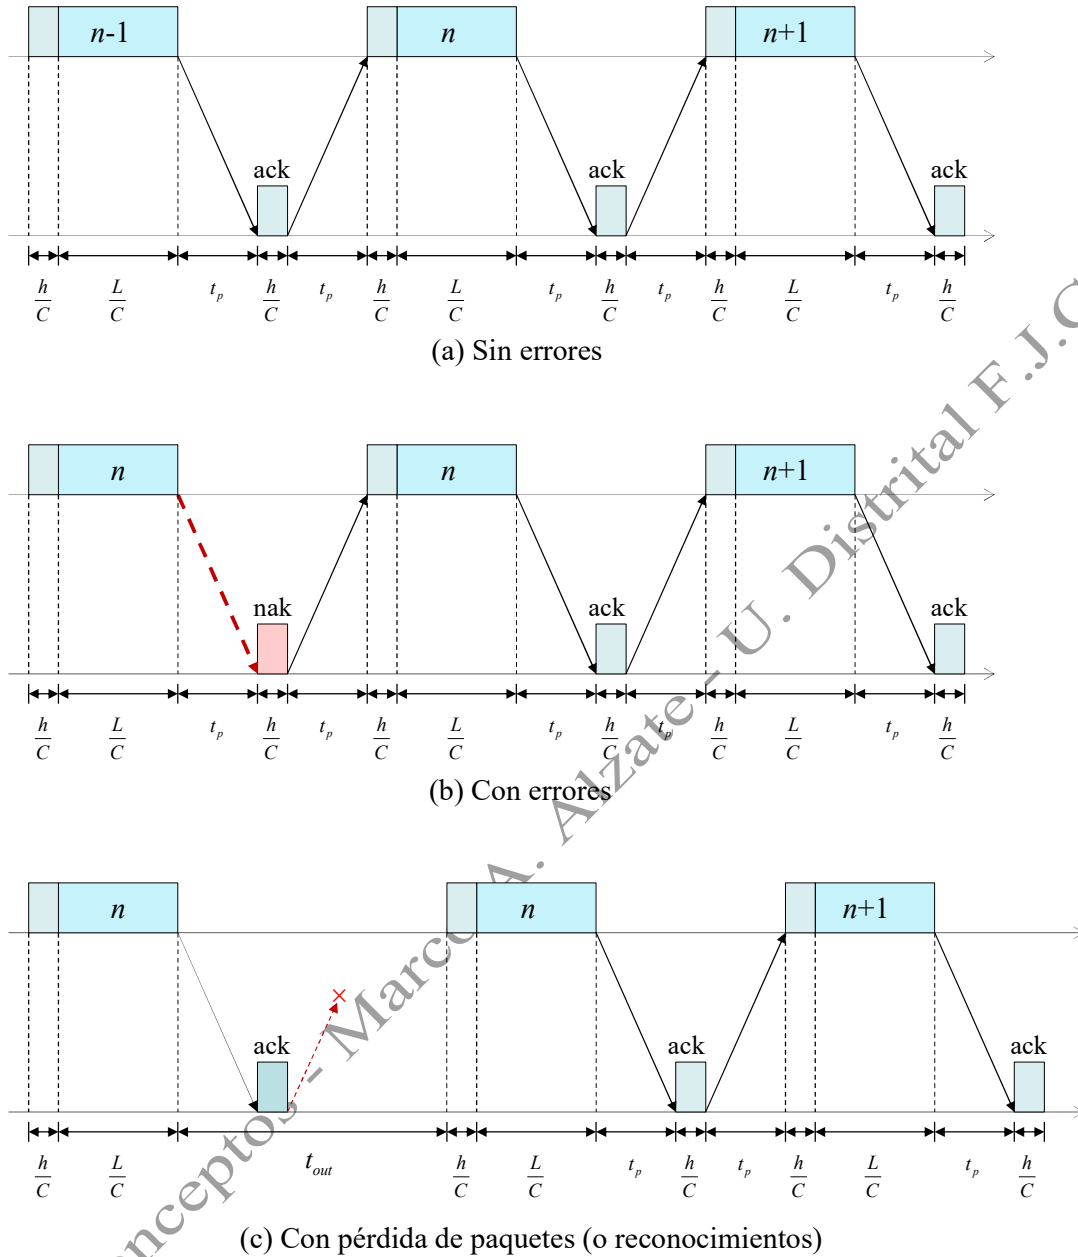 n-1 n n+1
ack ack ack
h/C L/C t_p h/C t_p h/C L/C t_p h/C t_p h/C L/C t_p h/C
(a) Sin errores
n n n+1
nak ack ack
h/C L/C t_p h/C t_p h/C L/C t_p h/C t_p h/C L/C t_p h/C
(b) Con errores
n n n+1
ack ack ack
h/C L/C t_out h/C L/C t_p h/C t_p h/C L/C t_p h/C
(c) Con pérdida de paquetes (o reconocimientos)
onceptos - Marco A. Alzate - U. Distrital F.J.C